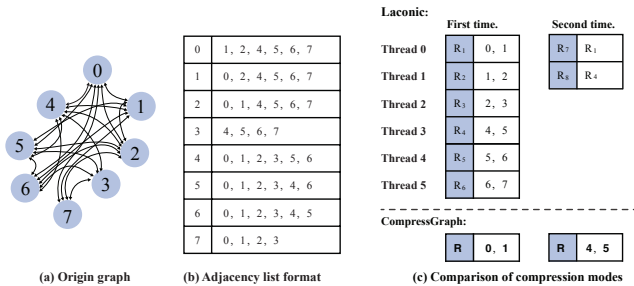 0
1
2
3
4
5
6
7
(a) Origin graph
0 1, 2, 4, 5, 6, 7
1 0, 2, 4, 5, 6, 7
2 0, 1, 4, 5, 6, 7
3 4, 5, 6, 7
4 0, 1, 2, 3, 5, 6
5 0, 1, 2, 3, 4, 6
6 0, 1, 2, 3, 4, 5
7 0, 1, 2, 3
(b) Adjacency list format
Laconic:
First time. Second time.
Thread 0 R₁ 0, 1 R₇ R₁
Thread 1 R₂ 1, 2 R₈ R₄
Thread 2 R₃ 2, 3
Thread 3 R₄ 4, 5
Thread 4 R₅ 5, 6
Thread 5 R₆ 6, 7
CompressGraph:
R 0, 1 R 4, 5
(c) Comparison of compression modes